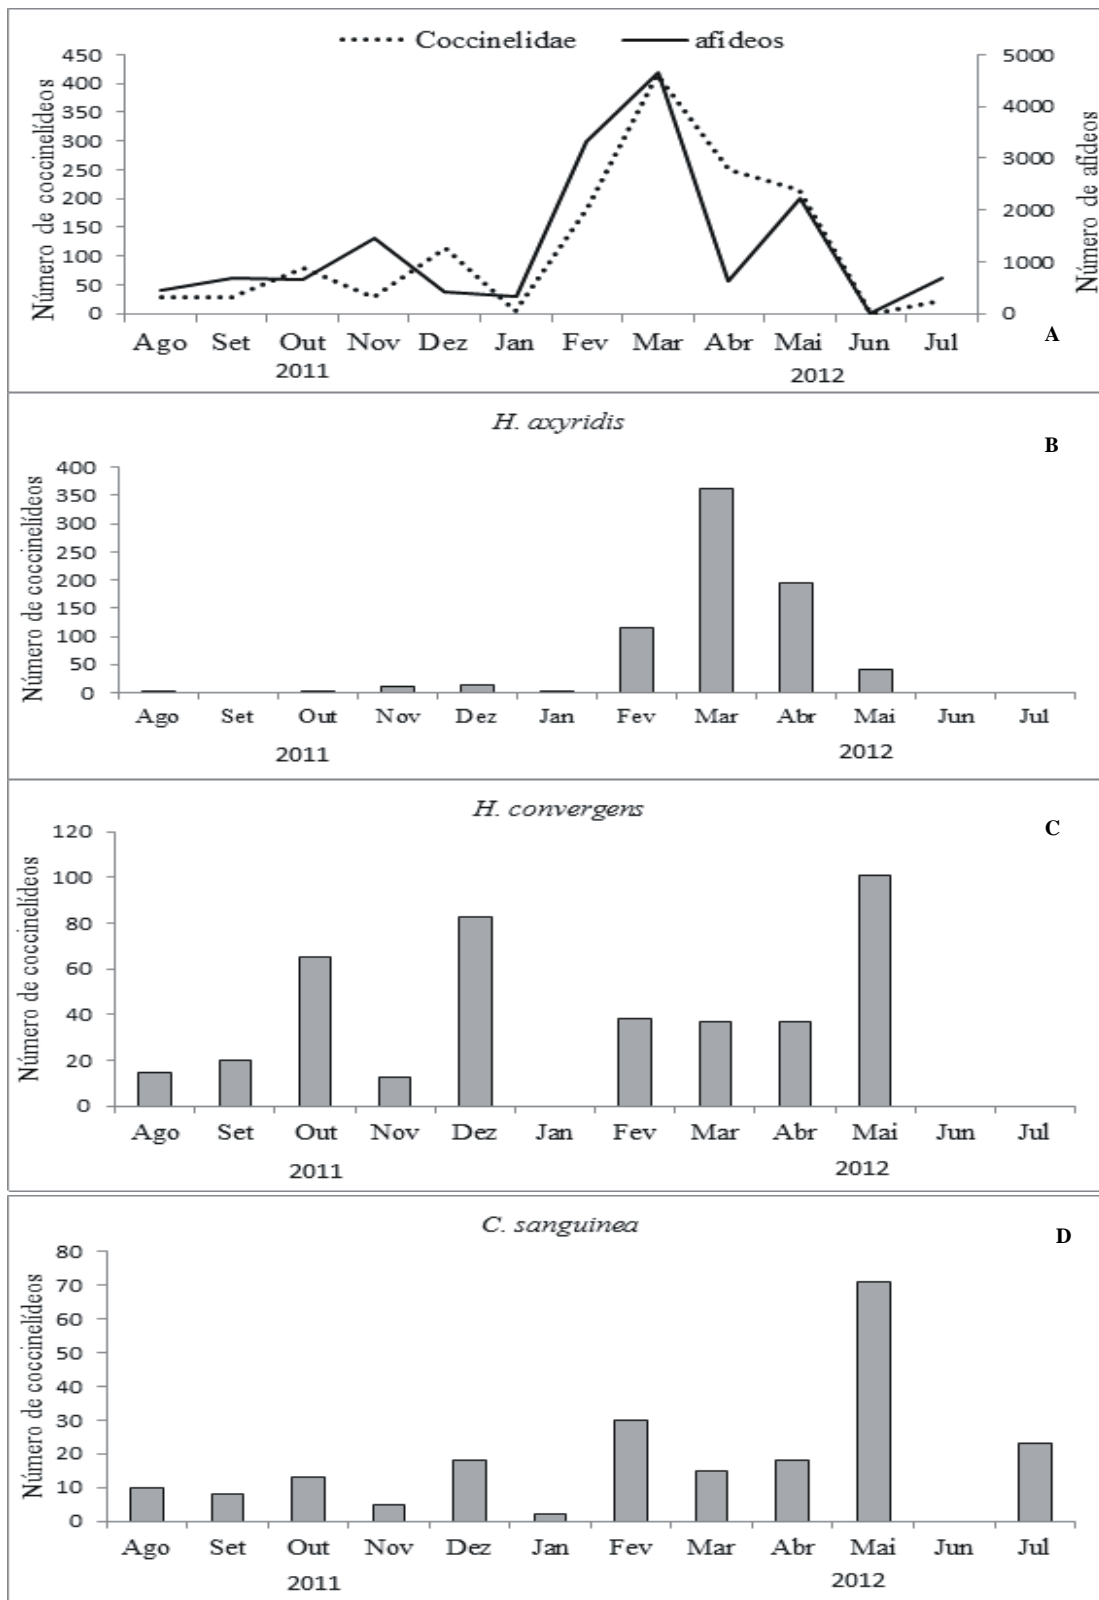 Coccinelidae afídeos
Número de coccinelídeos
450
400
350
300
250
200
150
100
50
0
5000
4000
3000
2000
1000
0
Número de afídeos
Ago Set Out Nov Dez Jan Fev Mar Abr Mai Jun Jul
2011 2012
A
H. axyridis
B
Número de coccinelídeos
400
350
300
250
200
150
100
50
0
Ago Set Out Nov Dez Jan Fev Mar Abr Mai Jun Jul
2011 2012
H. convergens
C
Número de coccinelídeos
120
100
80
60
40
20
0
Ago Set Out Nov Dez Jan Fev Mar Abr Mai Jun Jul
2011 2012
C. sanguinea
D
Número de coccinelídeos
80
70
60
50
40
30
20
10
0
Ago Set Out Nov Dez Jan Fev Mar Abr Mai Jun Jul
2011 2012